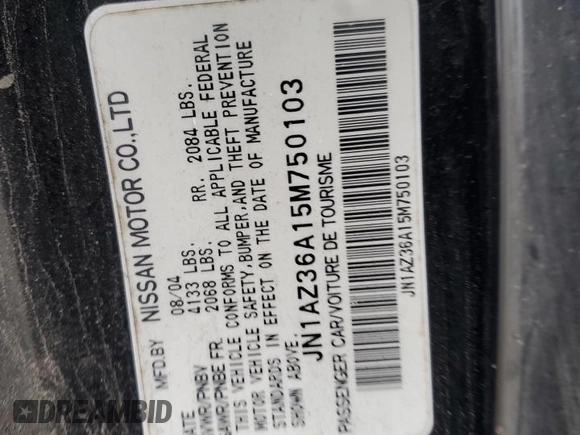 MFD.BY NISSAN MOTOR CO.,LTD
DATE 08/04
GVWR/PNBV 4133 LBS.
GAWR/PNBE FR. 2068 LBS. RR. 2084 LBS.
THIS VEHICLE CONFORMS TO ALL APPLICABLE FEDERAL
MOTOR VEHICLE SAFETY,BUMPER,AND THEFT PREVENTION
STANDARDS IN EFFECT ON THE DATE OF MANUFACTURE
SHOWN ABOVE.
JN1AZ36A15M750103
PASSENGER CAR/VOITURE DE TOURISME
JN1AZ36A15M750103
DREAMBID